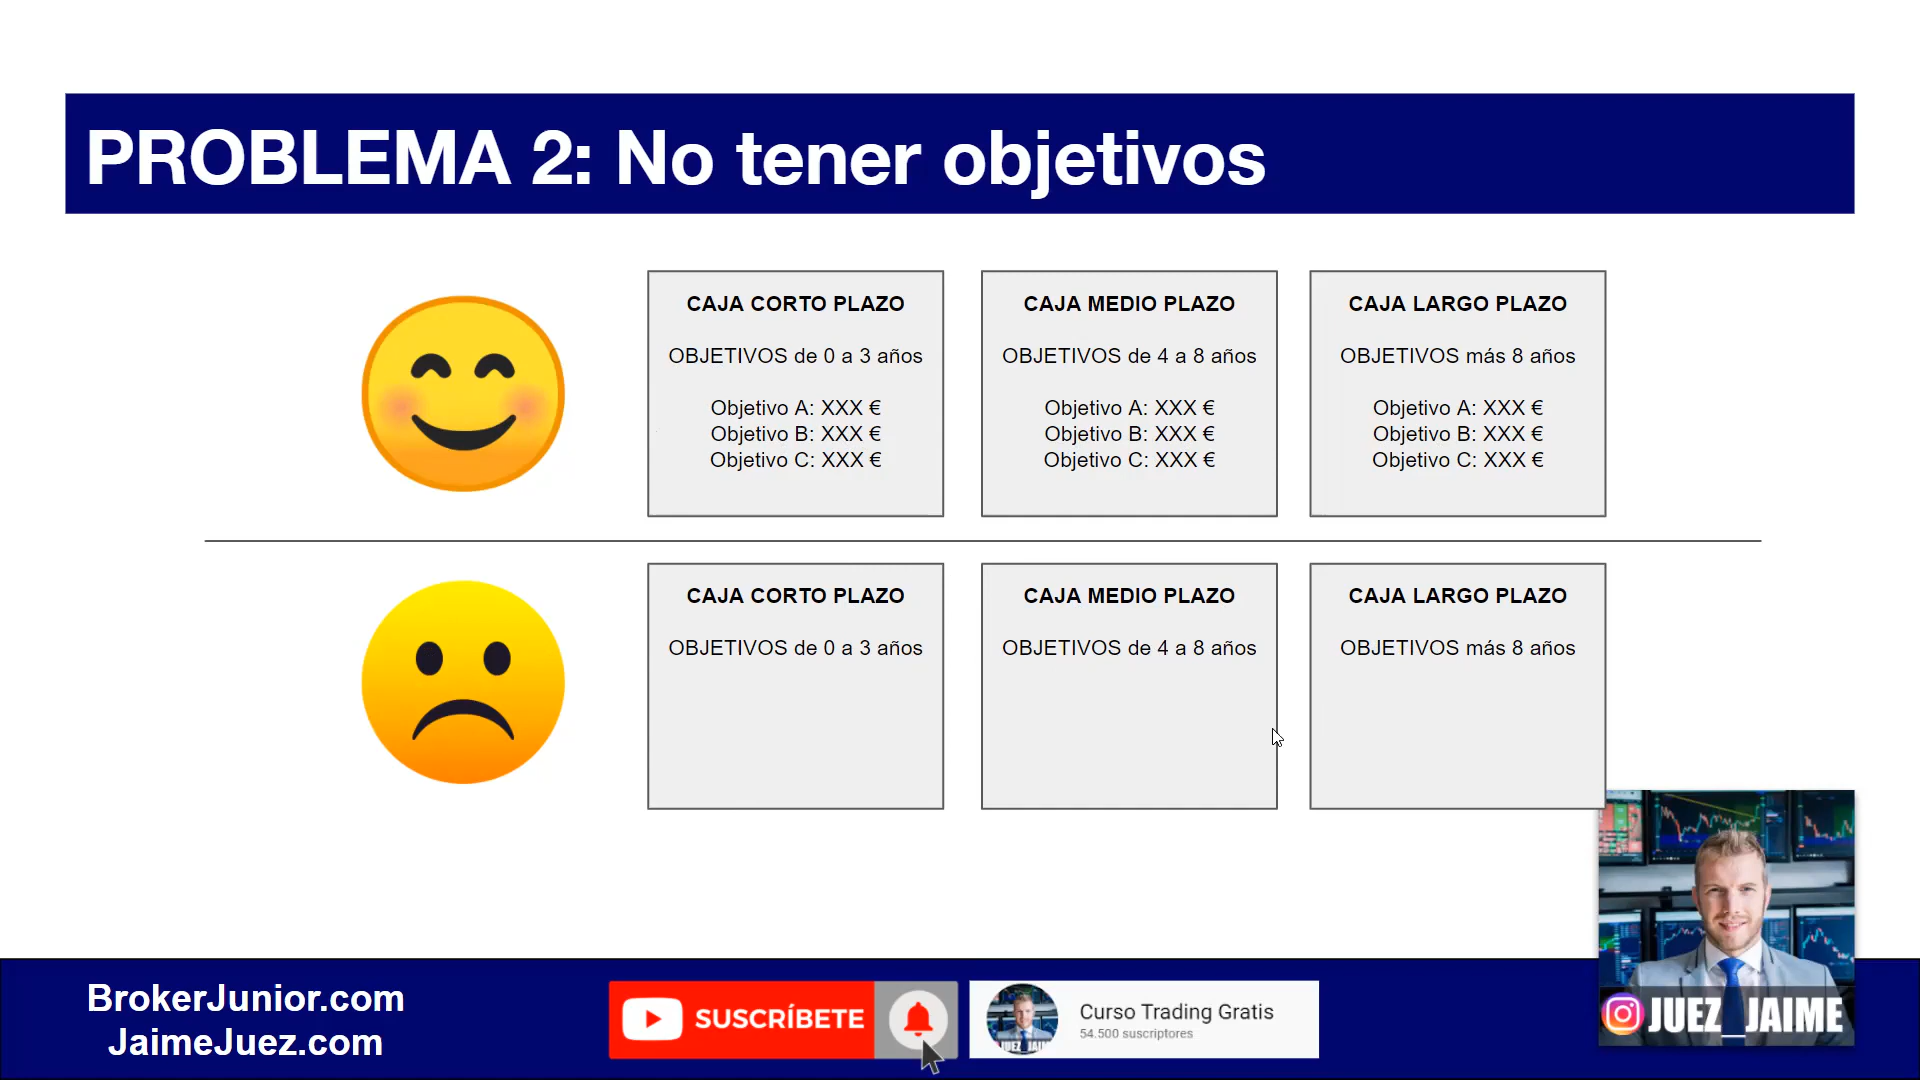 PROBLEMA 2: No tener objetivos
CAJA CORTO PLAZO
OBJETIVOS de 0 a 3 años
Objetivo A: XXX €
Objetivo B: XXX €
Objetivo C: XXX €
CAJA MEDIO PLAZO
OBJETIVOS de 4 a 8 años
Objetivo A: XXX €
Objetivo B: XXX €
Objetivo C: XXX €
CAJA LARGO PLAZO
OBJETIVOS más 8 años
Objetivo A: XXX €
Objetivo B: XXX €
Objetivo C: XXX €
CAJA CORTO PLAZO
OBJETIVOS de 0 a 3 años
CAJA MEDIO PLAZO
OBJETIVOS de 4 a 8 años
CAJA LARGO PLAZO
OBJETIVOS más 8 años
BrokerJunior.com
JaimeJuez.com
SUSCRÍBETE
Curso Trading Gratis
54.500 suscriptores
JUEZ_JAIME